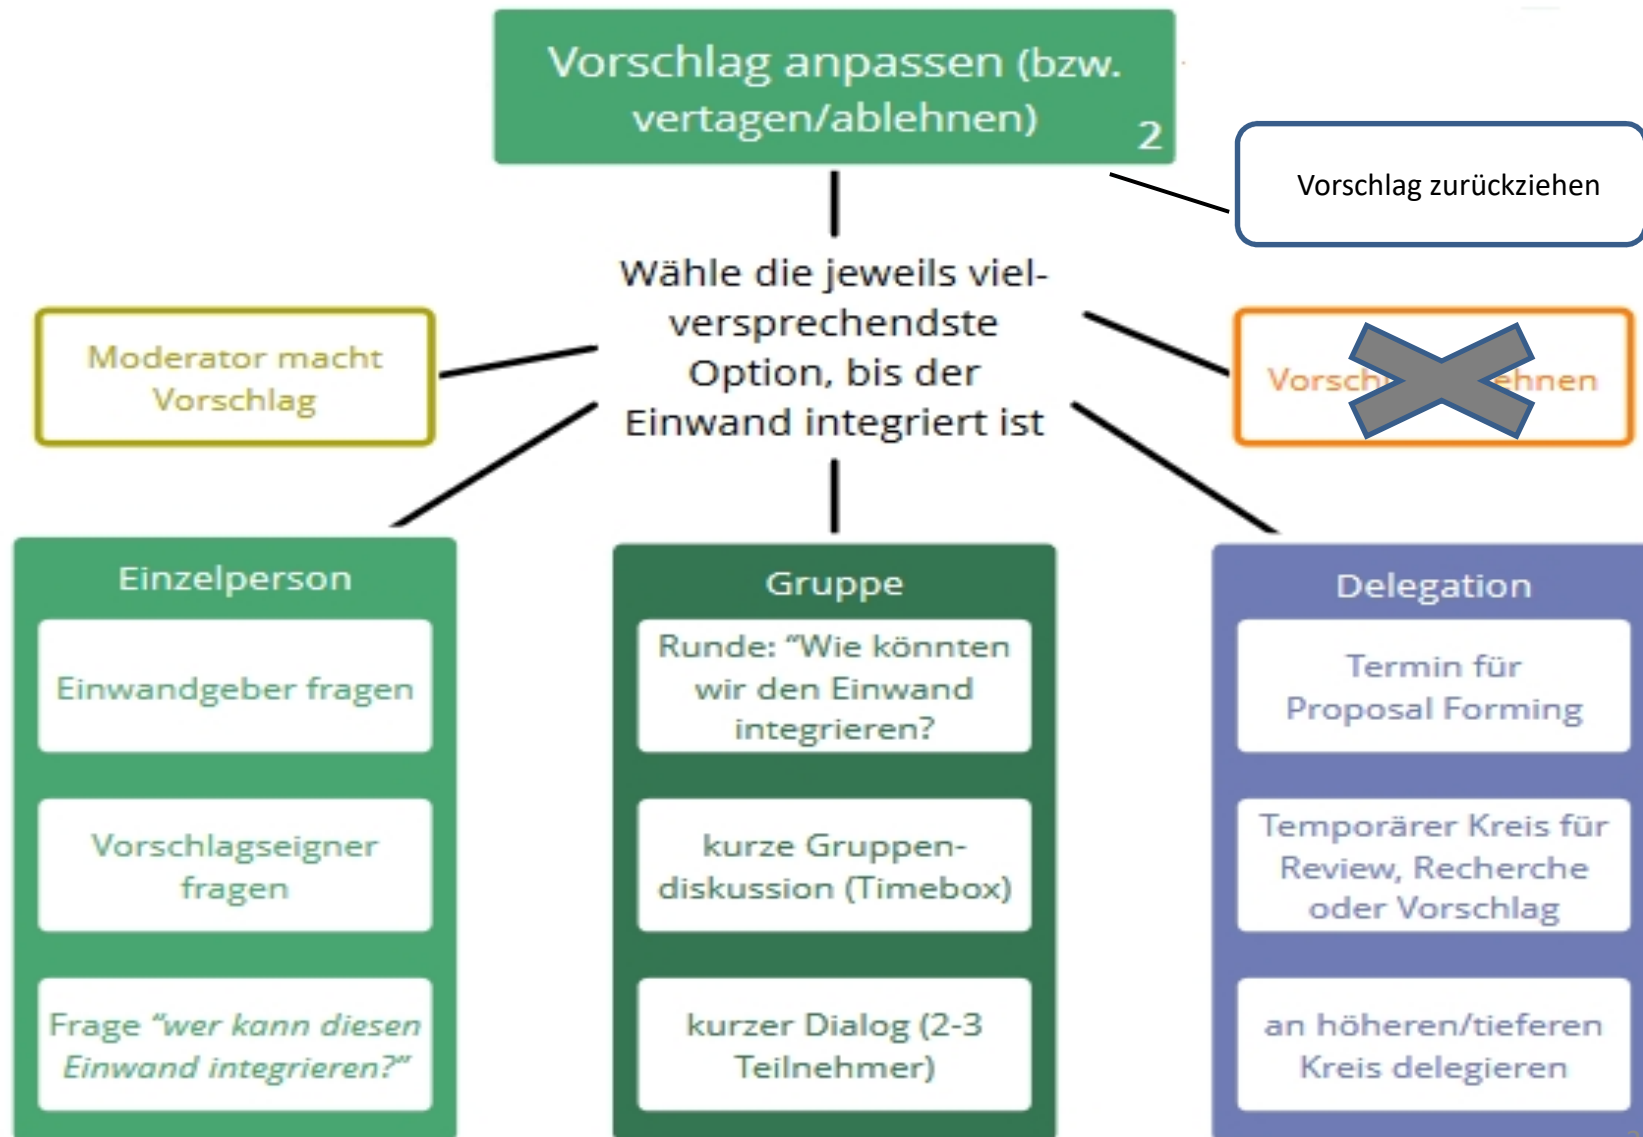 Vorschlag anpassen (bzw.
vertagen/ablehnen)
2
Vorschlag zurückziehen
Wähle die jeweils viel-
versprechendste
Option, bis der
Einwand integriert ist
Moderator macht
Vorschlag
Einzelperson
Einwandgeber fragen
Vorschlagseigner
fragen
Frage “wer kann diesen
Einwand integrieren?”
Gruppe
Runde: “Wie könnten
wir den Einwand
integrieren?
kurze Gruppen-
diskussion (Timebox)
kurzer Dialog (2-3
Teilnehmer)
Delegation
Termin für
Proposal Forming
Temporärer Kreis für
Review, Recherche
oder Vorschlag
an höheren/tieferen
Kreis delegieren